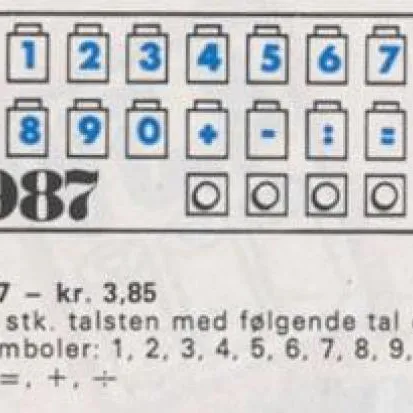 1 2 3 4 5 6 7
8 9 0 + - : =
987
7 – kr. 3,85
stk. talsten med følgende tal
mboler: 1, 2, 3, 4, 5, 6, 7, 8, 9,
=, +, ÷